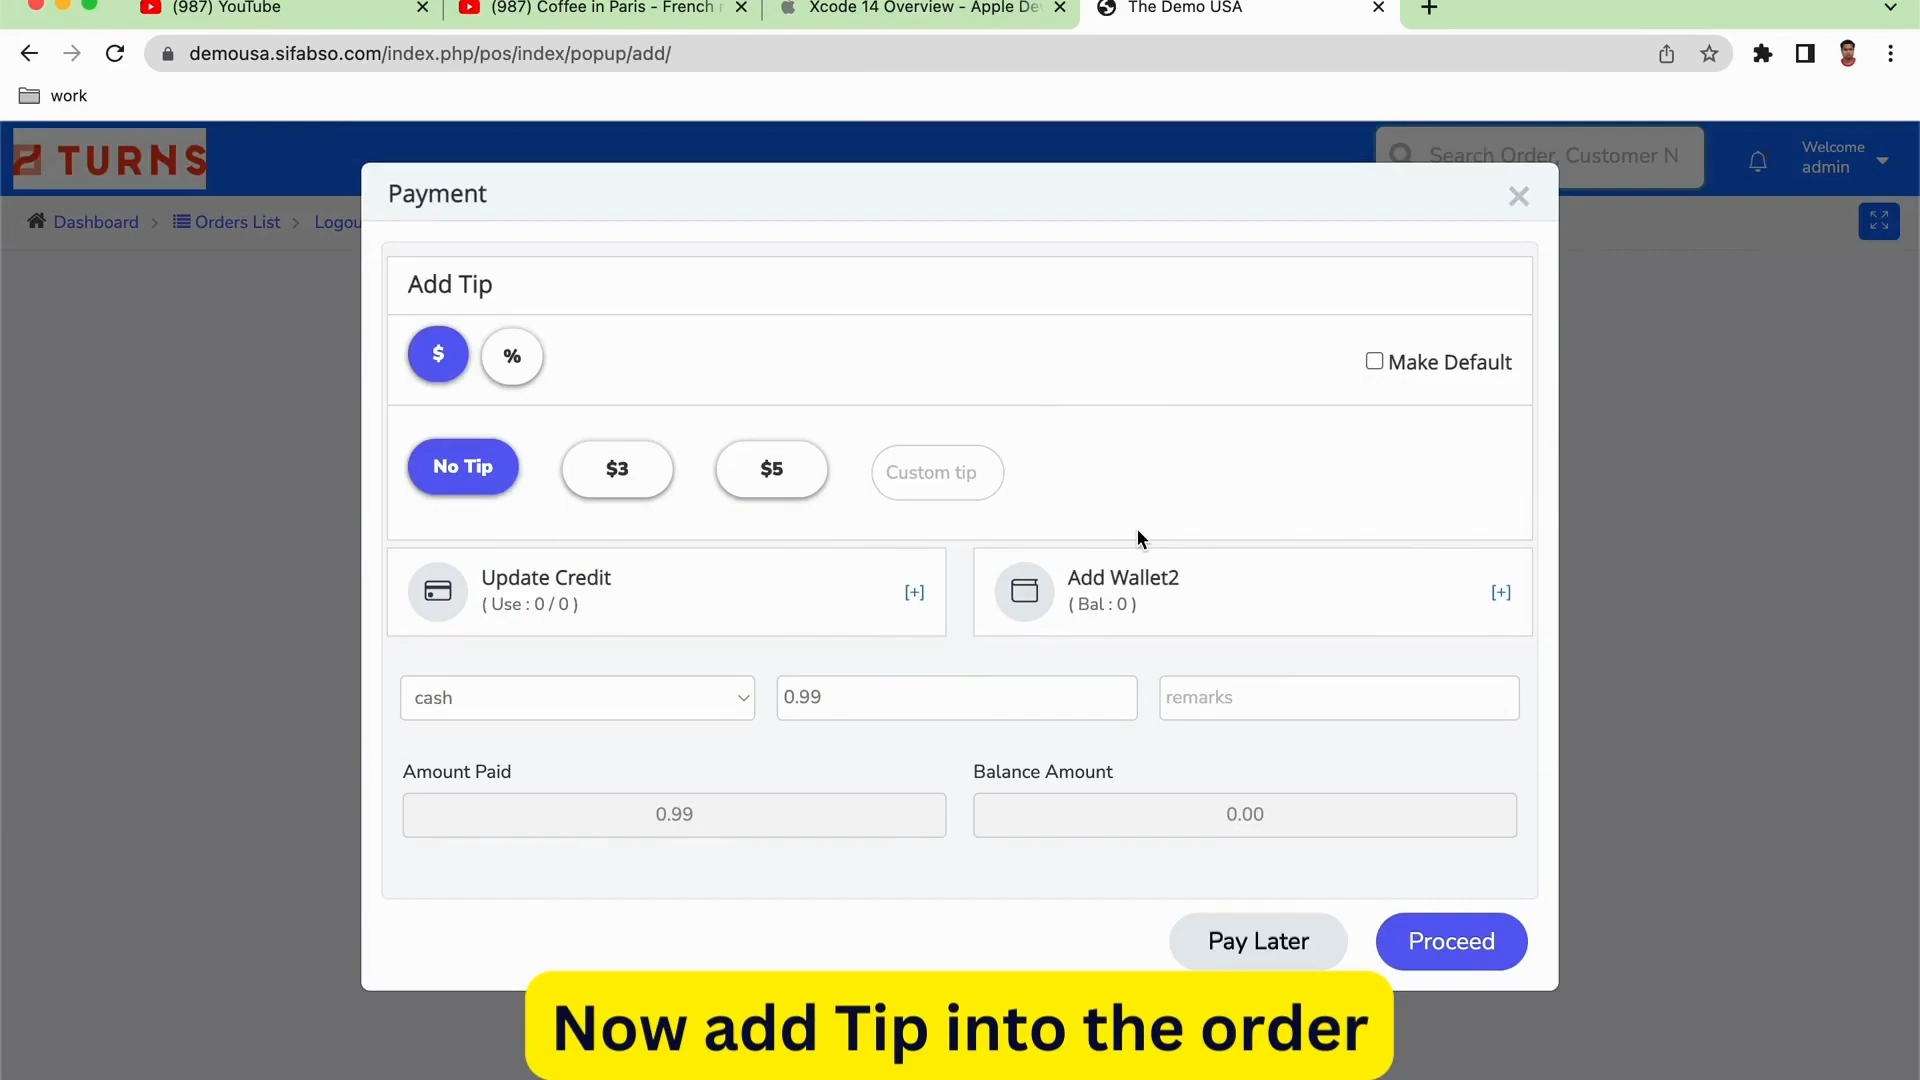 (987) YouTube
(987) Coffee in Paris - French
Xcode 14 Overview - Apple De
The Demo USA
demousa.sifabso.com/index.php/pos/index/popup/add/
work
TURNS
Search Order, Customer N
Welcome
admin
Dashboard
Orders List
Logou
Payment
Add Tip
$
%
Make Default
No Tip
$3
$5
Custom tip
Update Credit
( Use : 0 / 0 )
[+]
Add Wallet2
( Bal : 0 )
[+]
cash
0.99
remarks
Amount Paid
Balance Amount
0.99
0.00
Pay Later
Proceed
Now add Tip into the order